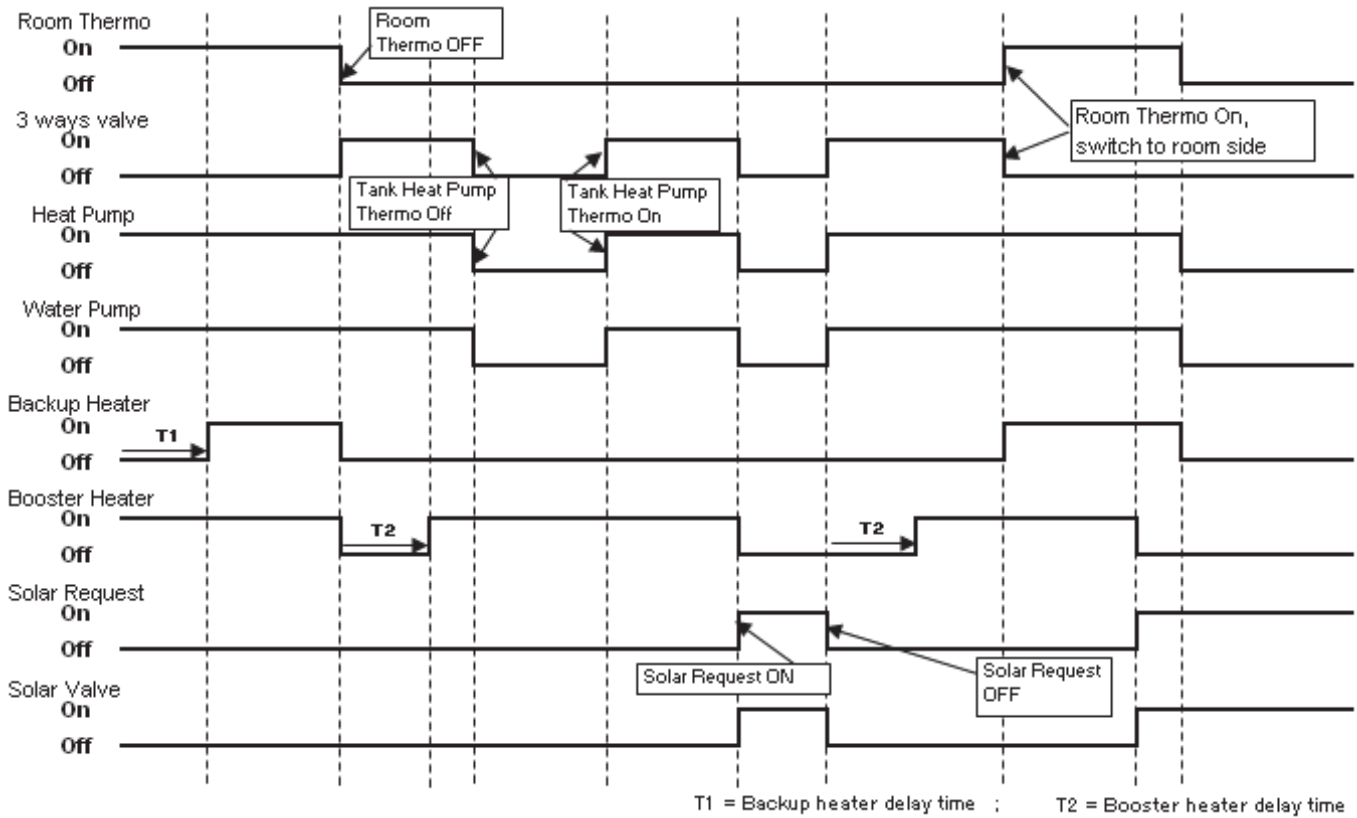 Room Thermo
On
Off
Room
Thermo OFF
3 ways valve
On
Off
Room Thermo On,
switch to room side
Tank Heat Pump
Thermo Off
Tank Heat Pump
Thermo On
Heat Pump
On
Off
Water Pump
On
Off
Backup Heater
On
Off
T1
Booster Heater
On
Off
T2
T2
Solar Request
On
Off
Solar Request ON
Solar Request
OFF
Solar Valve
On
Off
T1 = Backup heater delay time ; T2 = Booster heater delay time